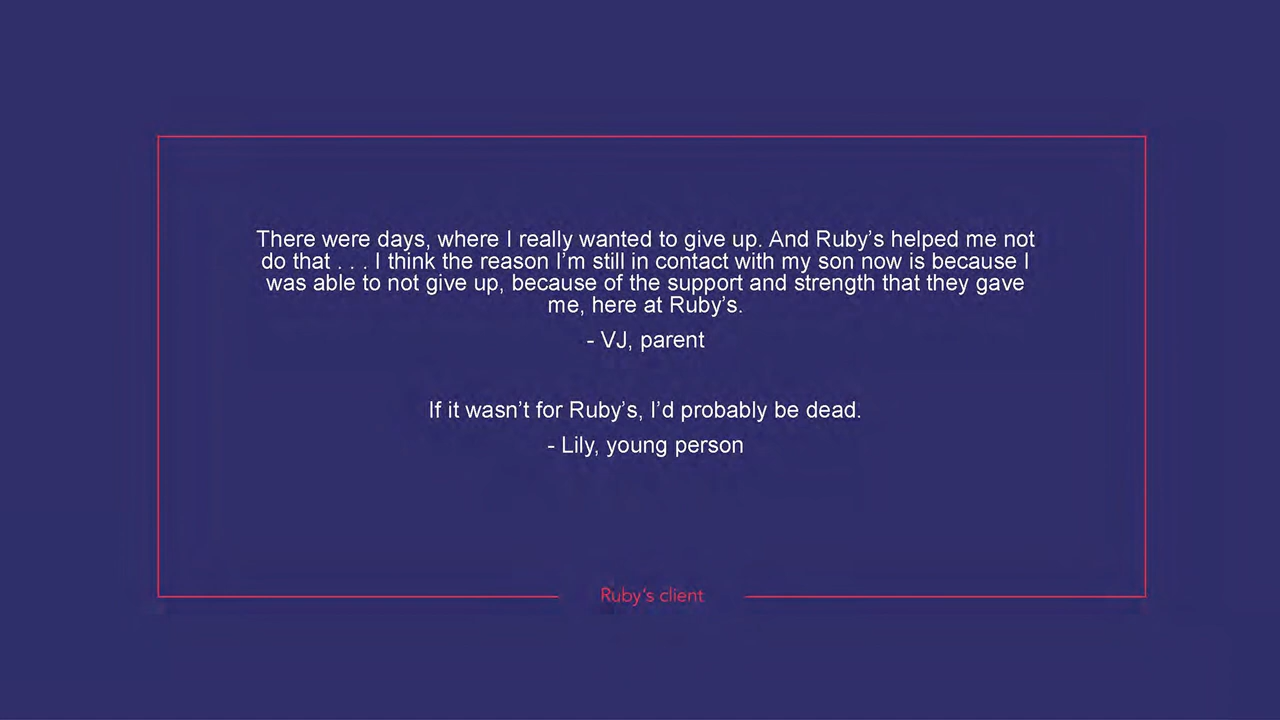 There were days, where I really wanted to give up. And Ruby’s helped me not
do that . . . I think the reason I’m still in contact with my son now is because I
was able to not give up, because of the support and strength that they gave
me, here at Ruby’s.
- VJ, parent
If it wasn’t for Ruby’s, I’d probably be dead.
- Lily, young person
Ruby’s client